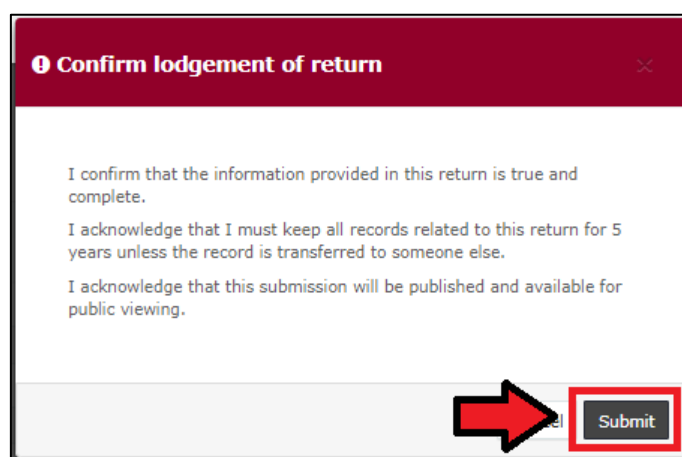 Confirm lodgement of return
I confirm that the information provided in this return is true and
complete.
I acknowledge that I must keep all records related to this return for 5
years unless the record is transferred to someone else.
I acknowledge that this submission will be published and available for
public viewing.
Submit